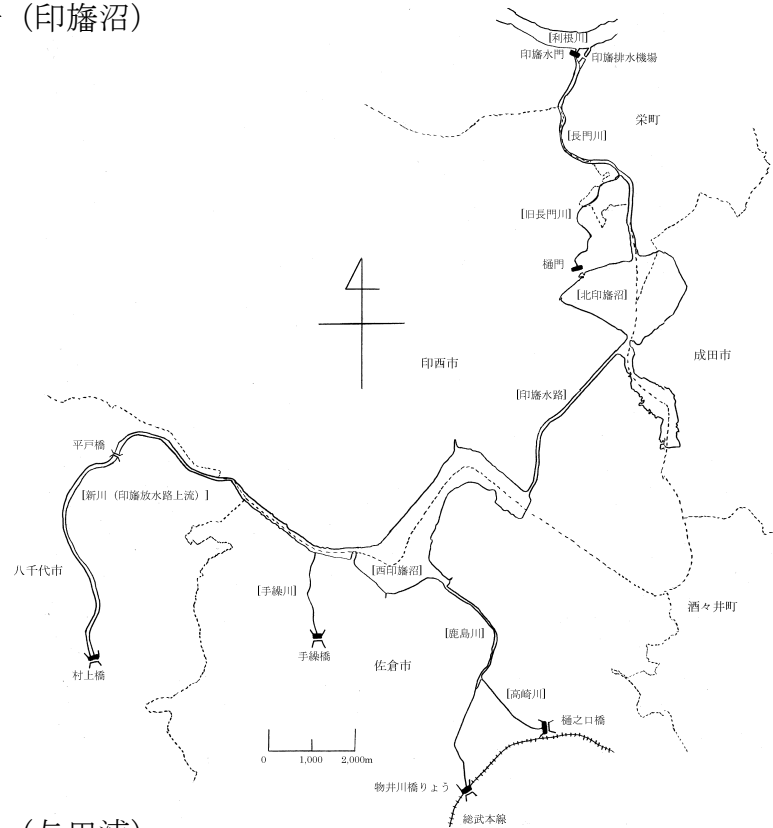 （印旛沼）
[利根川]
印旛水門
印旛排水機場
栄町
[長門川]
[旧長門川]
樋門
[北印旛沼]
成田市
印西市
[印旛水路]
平戸橋
[新川（印旛放水路上流）]
八千代市
[西印旛沼]
[手繰川]
酒々井町
[鹿島川]
手繰橋
佐倉市
村上橋
[高崎川]
樋之口橋
0 1,000 2,000m
物井川橋りょう
総武本線